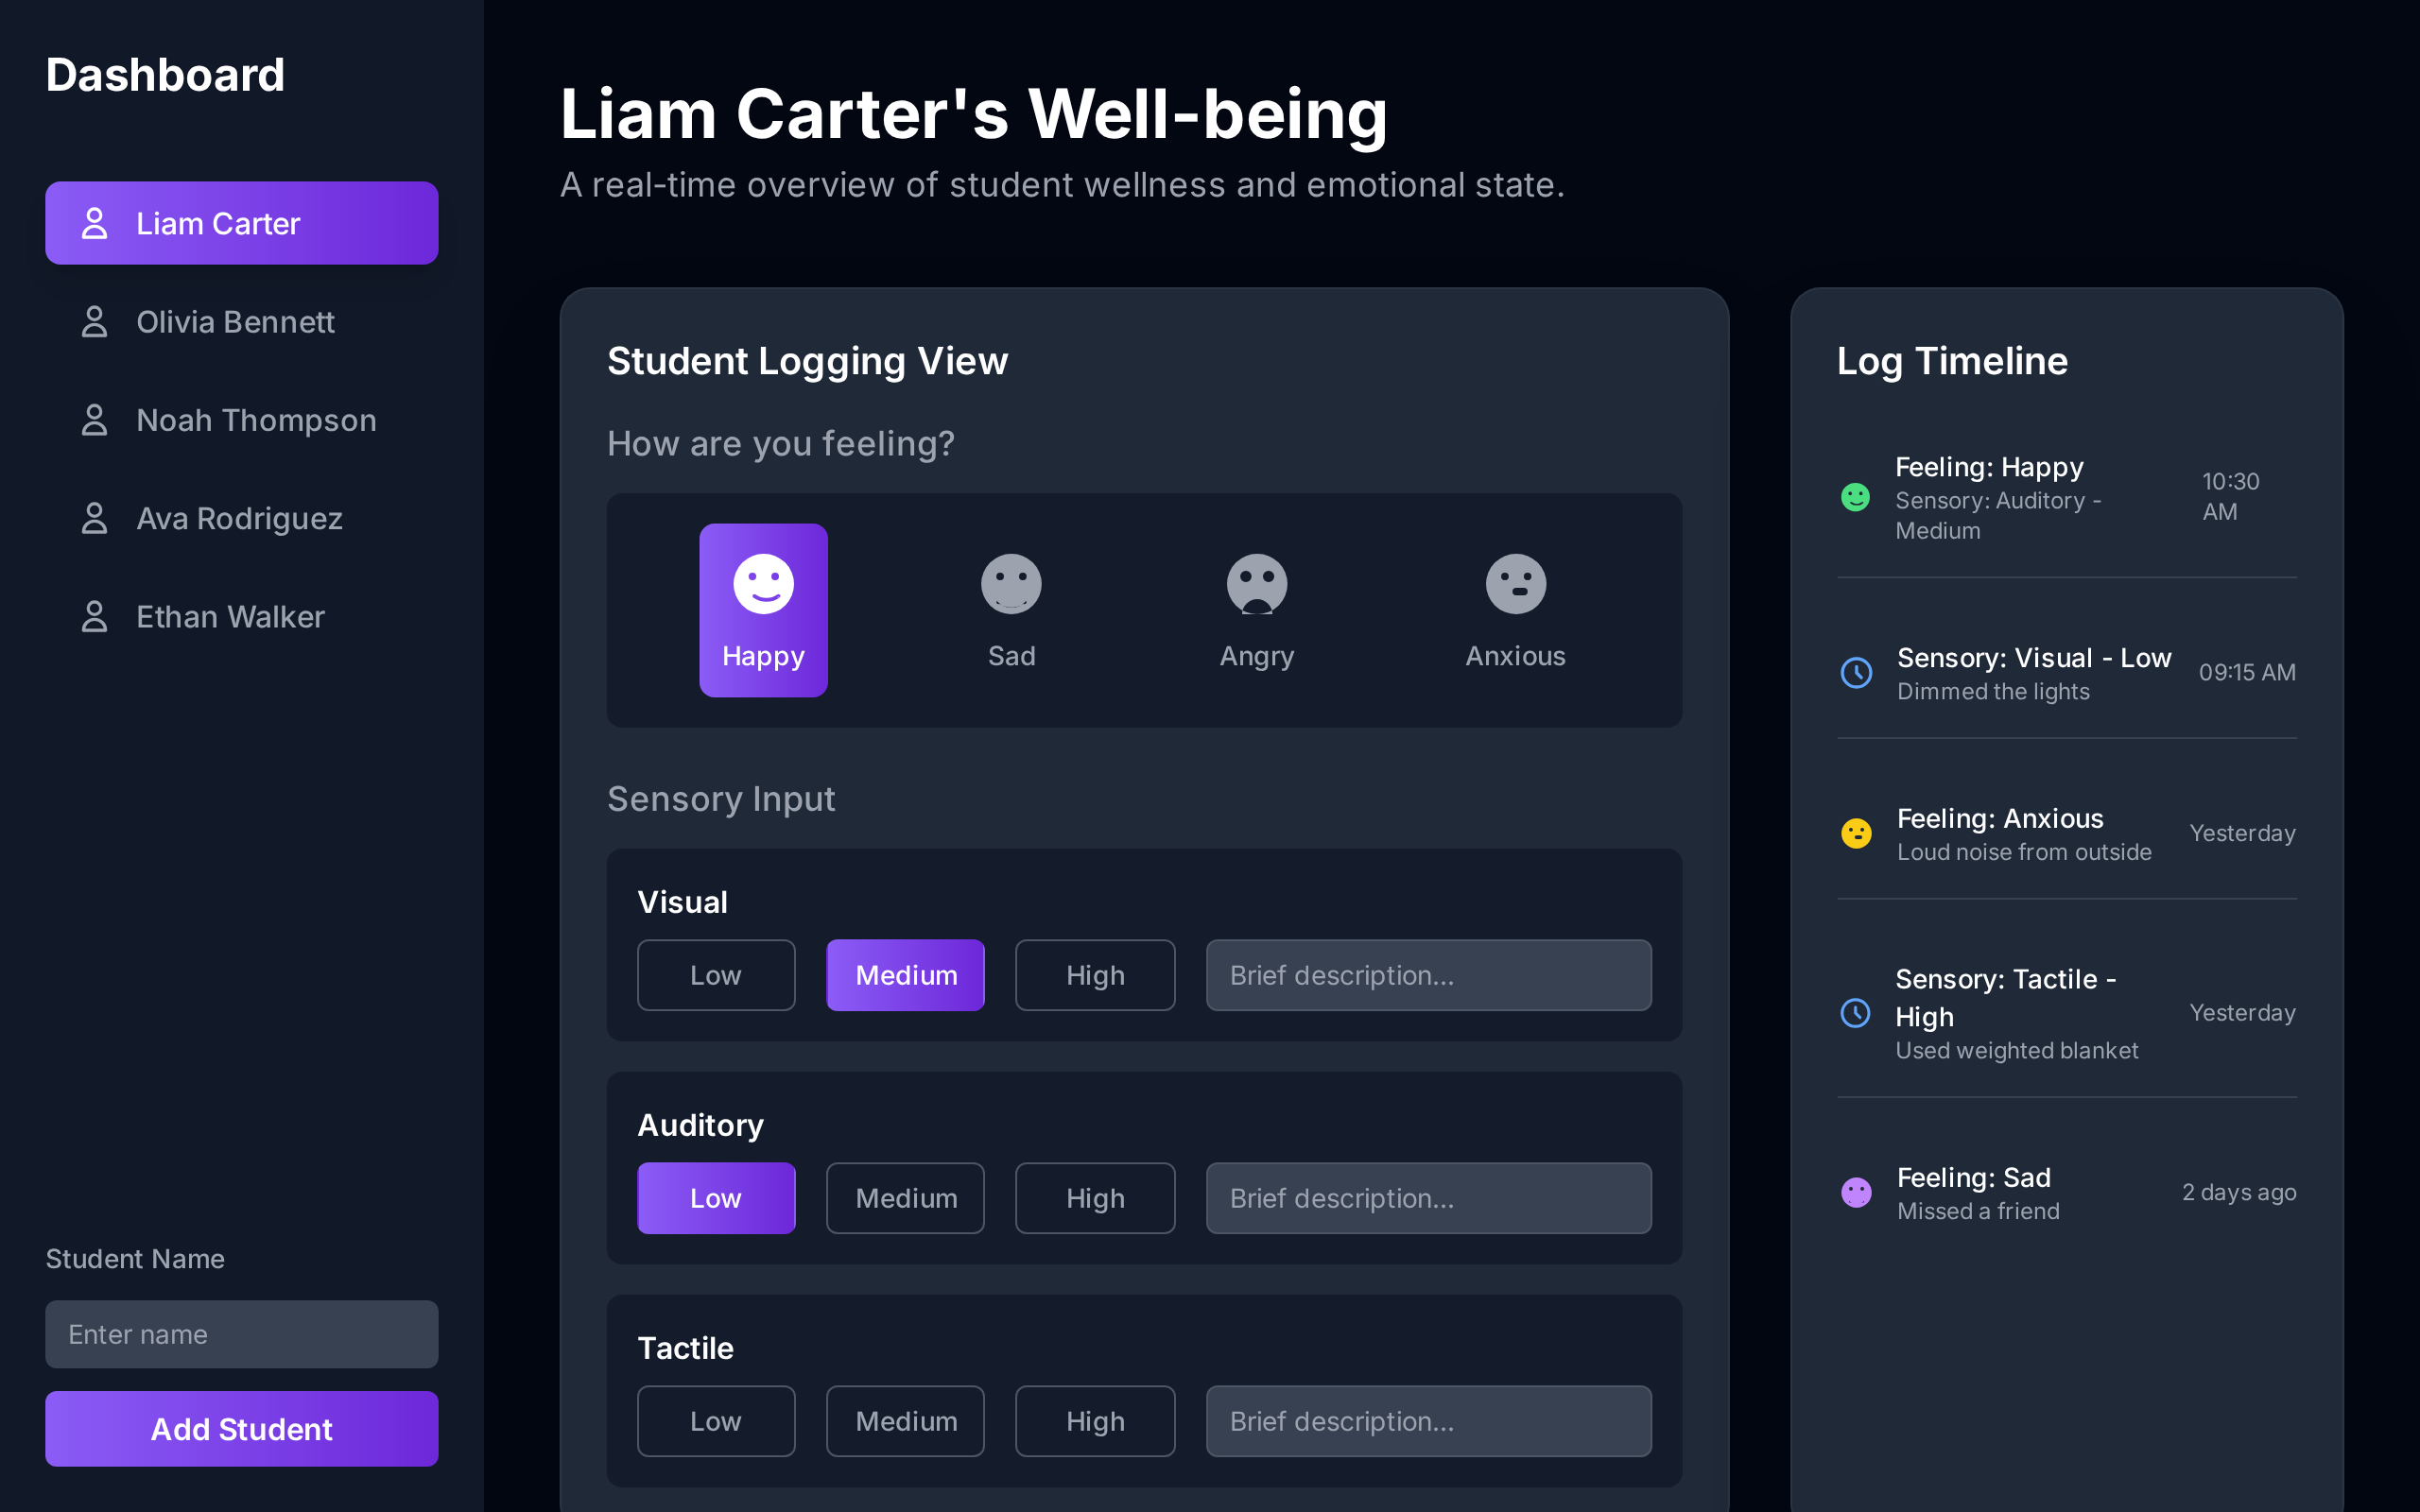 Dashboard
Liam Carter
Olivia Bennett
Noah Thompson
Ava Rodriguez
Ethan Walker
Student Name
Enter name
Add Student
Liam Carter's Well-being
A real-time overview of student wellness and emotional state.
Student Logging View
How are you feeling?
Happy
Sad
Angry
Anxious
Sensory Input
Visual
Low
Medium
High
Brief description...
Auditory
Low
Medium
High
Brief description...
Tactile
Low
Medium
High
Brief description...
Log Timeline
Feeling: Happy
Sensory: Auditory -
Medium
10:30
AM
Sensory: Visual - Low
Dimmed the lights
09:15 AM
Feeling: Anxious
Loud noise from outside
Yesterday
Sensory: Tactile -
High
Used weighted blanket
Yesterday
Feeling: Sad
Missed a friend
2 days ago